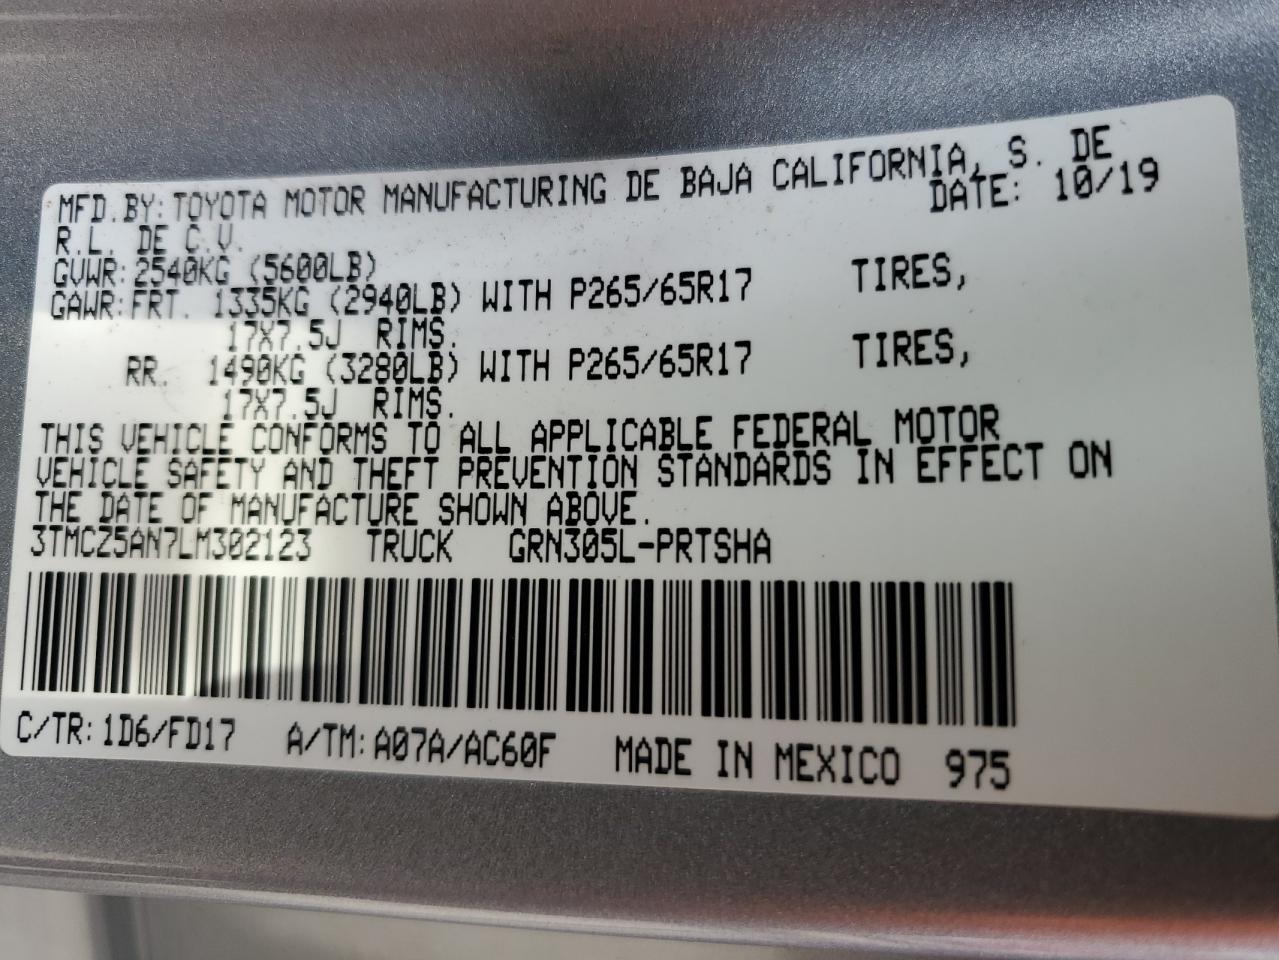 MFD.BY:TOYOTA MOTOR MANUFACTURING DE BAJA CALIFORNIA, S. DE
R.L. DE C.V. DATE: 10/19
GVWR:2540KG (5600LB)
GAWR:FRT. 1335KG (2940LB) WITH P265/65R17 TIRES,
17X7.5J RIMS.
RR. 1490KG (3280LB) WITH P265/65R17 TIRES,
17X7.5J RIMS.
THIS VEHICLE CONFORMS TO ALL APPLICABLE FEDERAL MOTOR
VEHICLE SAFETY AND THEFT PREVENTION STANDARDS IN EFFECT ON
THE DATE OF MANUFACTURE SHOWN ABOVE.
3TMCZ5AN7LM302123 TRUCK GRN305L-PRTSHA
C/TR:1D6/FD17 A/TM:A07A/AC60F MADE IN MEXICO 975